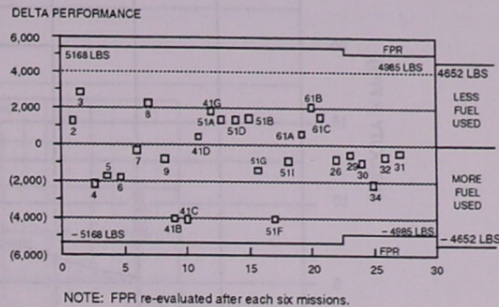 DELTA PERFORMANCE
6,000
5168 LBS
FPR
4985 LBS
4652 LBS
4,000
3
8
41G
61B
LESS
FUEL
USED
2,000
2
51A
51D
51B
61C
61A
41D
0
7
9
5
6
4
51G
51I
26
29
30
32
31
34
(2,000)
MORE
FUEL
USED
(4,000)
41C
41B
51F
– 5168 LBS
– 4985 LBS
– 4652 LBS
FPR
(6,000)
0
5
10
15
20
25
30
NOTE: FPR re-evaluated after each six missions.